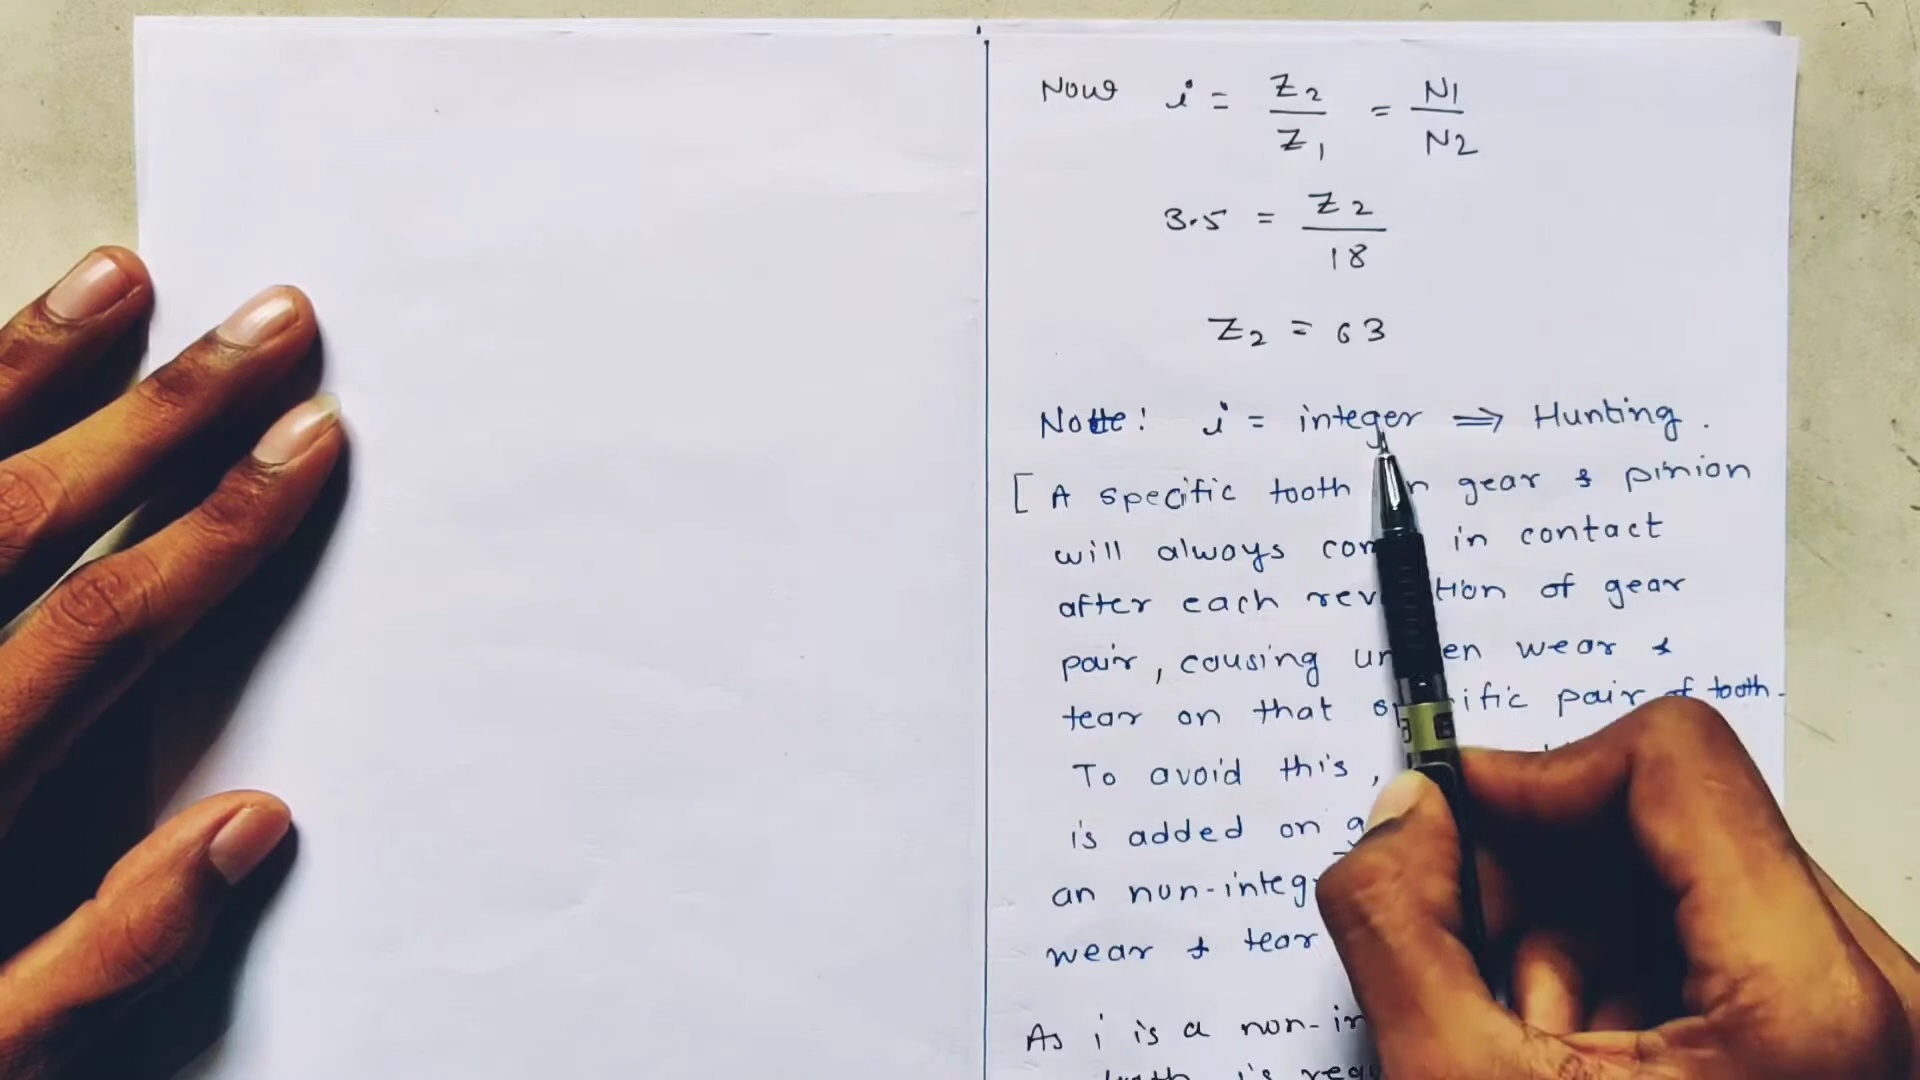 Now i = Z2 / Z1 = N1 / N2
3.5 = Z2 / 18
Z2 = 63
Note! i = integer ⇒ Hunting.
[ A specific tooth gear & pinion
will always in contact
after each of gear
pair, causing wear &
tear on that pair of tooth-
To avoid this,
is added on
an non-integ
wear & tear
As i is a non-in